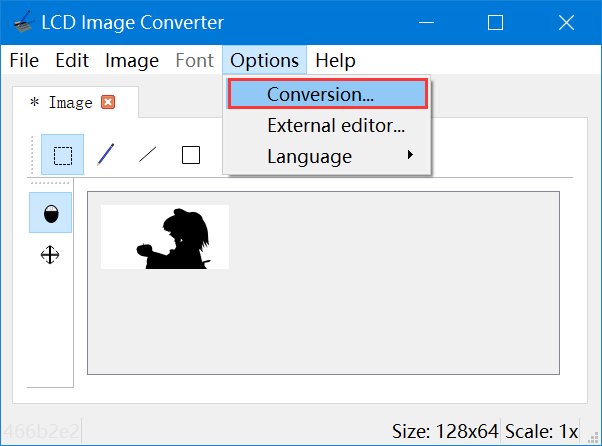 LCD Image Converter
File Edit Image Font Options Help
Conversion...
External editor...
Language
* Image
466b2e2
Size: 128x64 Scale: 1x